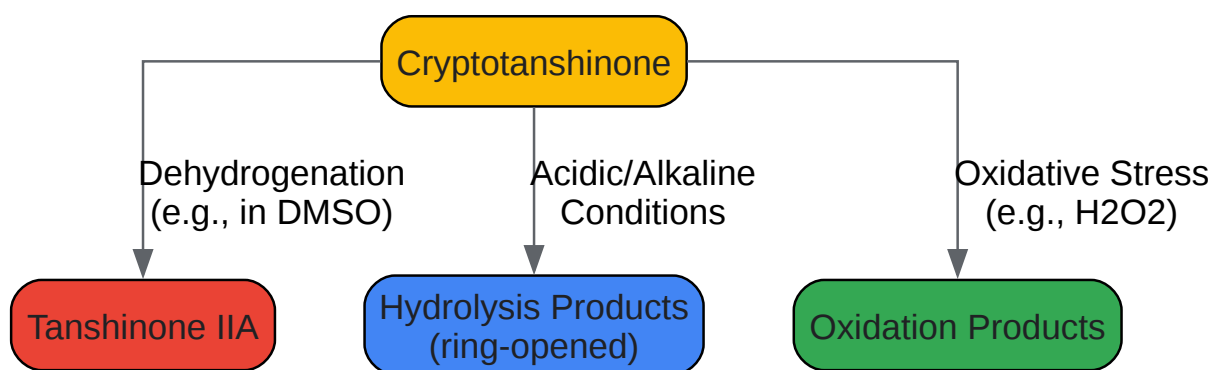 Cryptotanshinone
Dehydrogenation
(e.g., in DMSO)
Acidic/Alkaline
Conditions
Oxidative Stress
(e.g., H2O2)
Tanshinone IIA
Hydrolysis Products
(ring-opened)
Oxidation Products